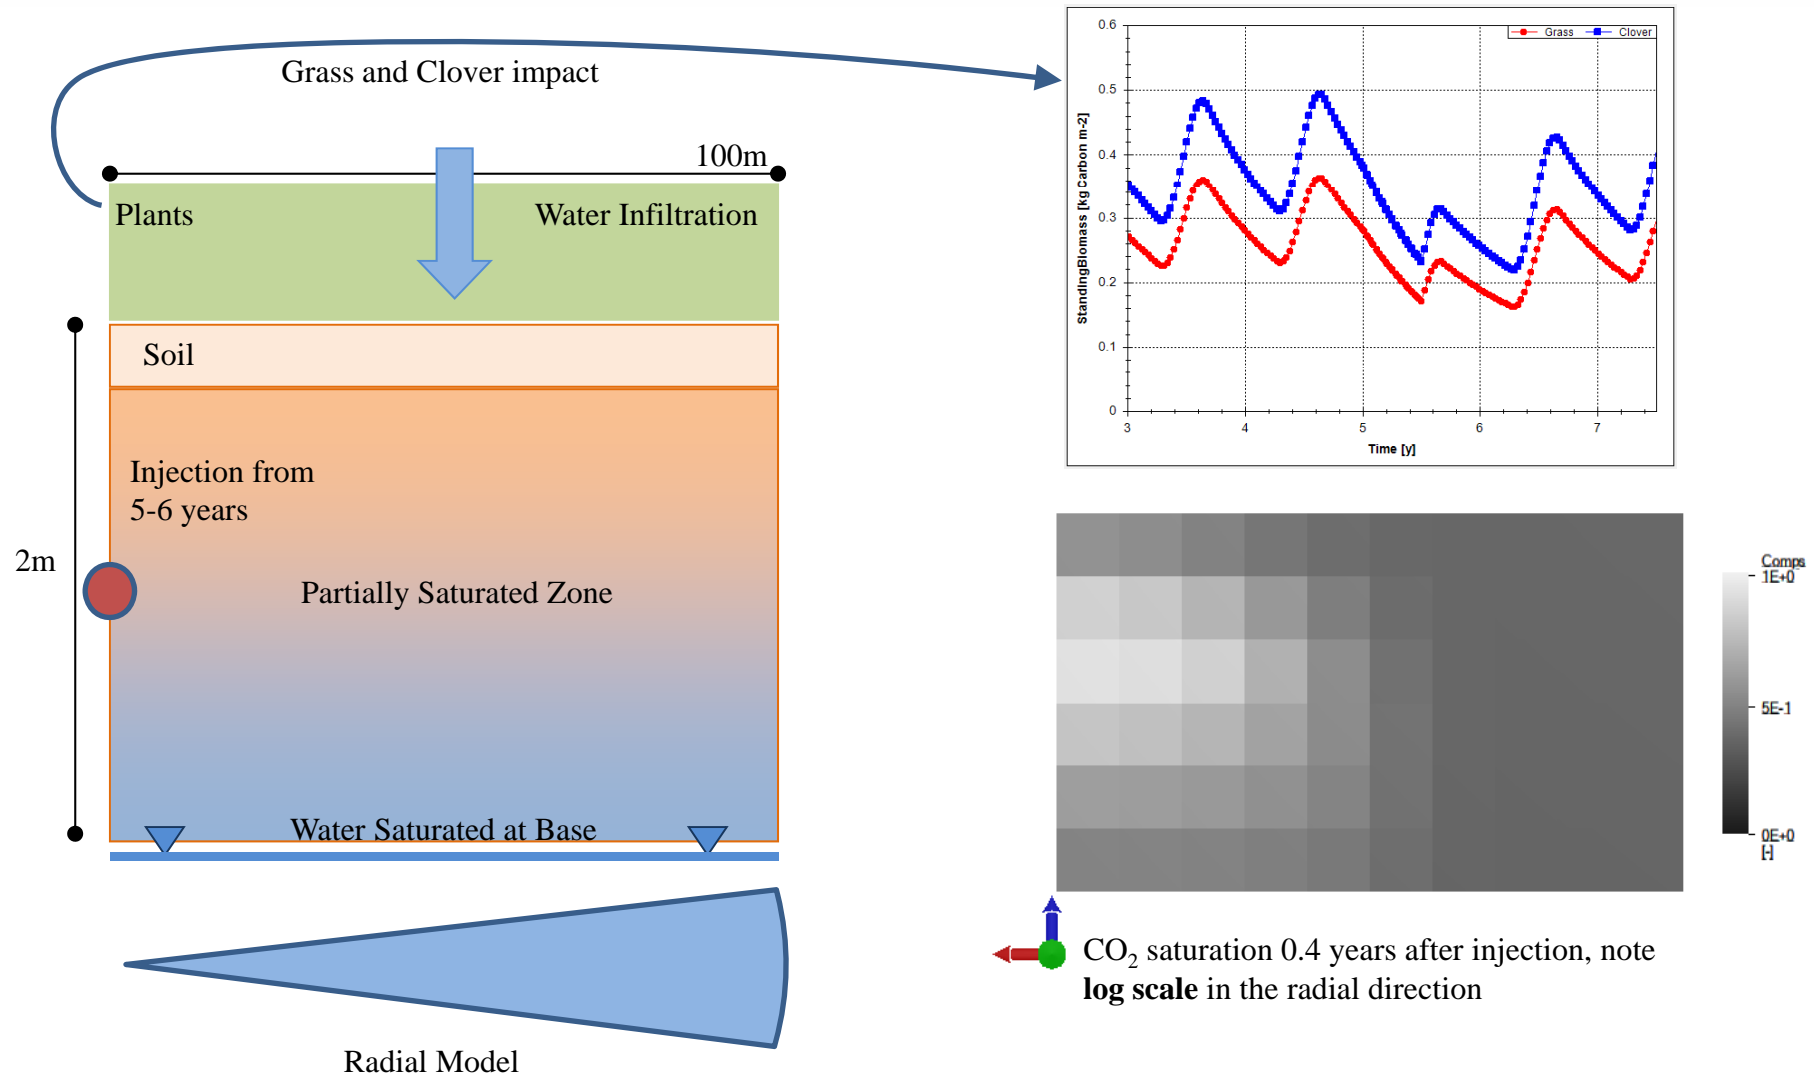 Grass and Clover impact
100m
Plants
Water Infiltration
Soil
Injection from
5-6 years
2m
Partially Saturated Zone
Water Saturated at Base
Radial Model
Grass
Clover
StandingBiomass [kg Carbon m-2]
0.6
0.5
0.4
0.3
0.2
0.1
0
3
4
5
6
7
Time [y]
Comps
1E+0
5E-1
0E+0
[-]
CO₂ saturation 0.4 years after injection, note
log scale in the radial direction